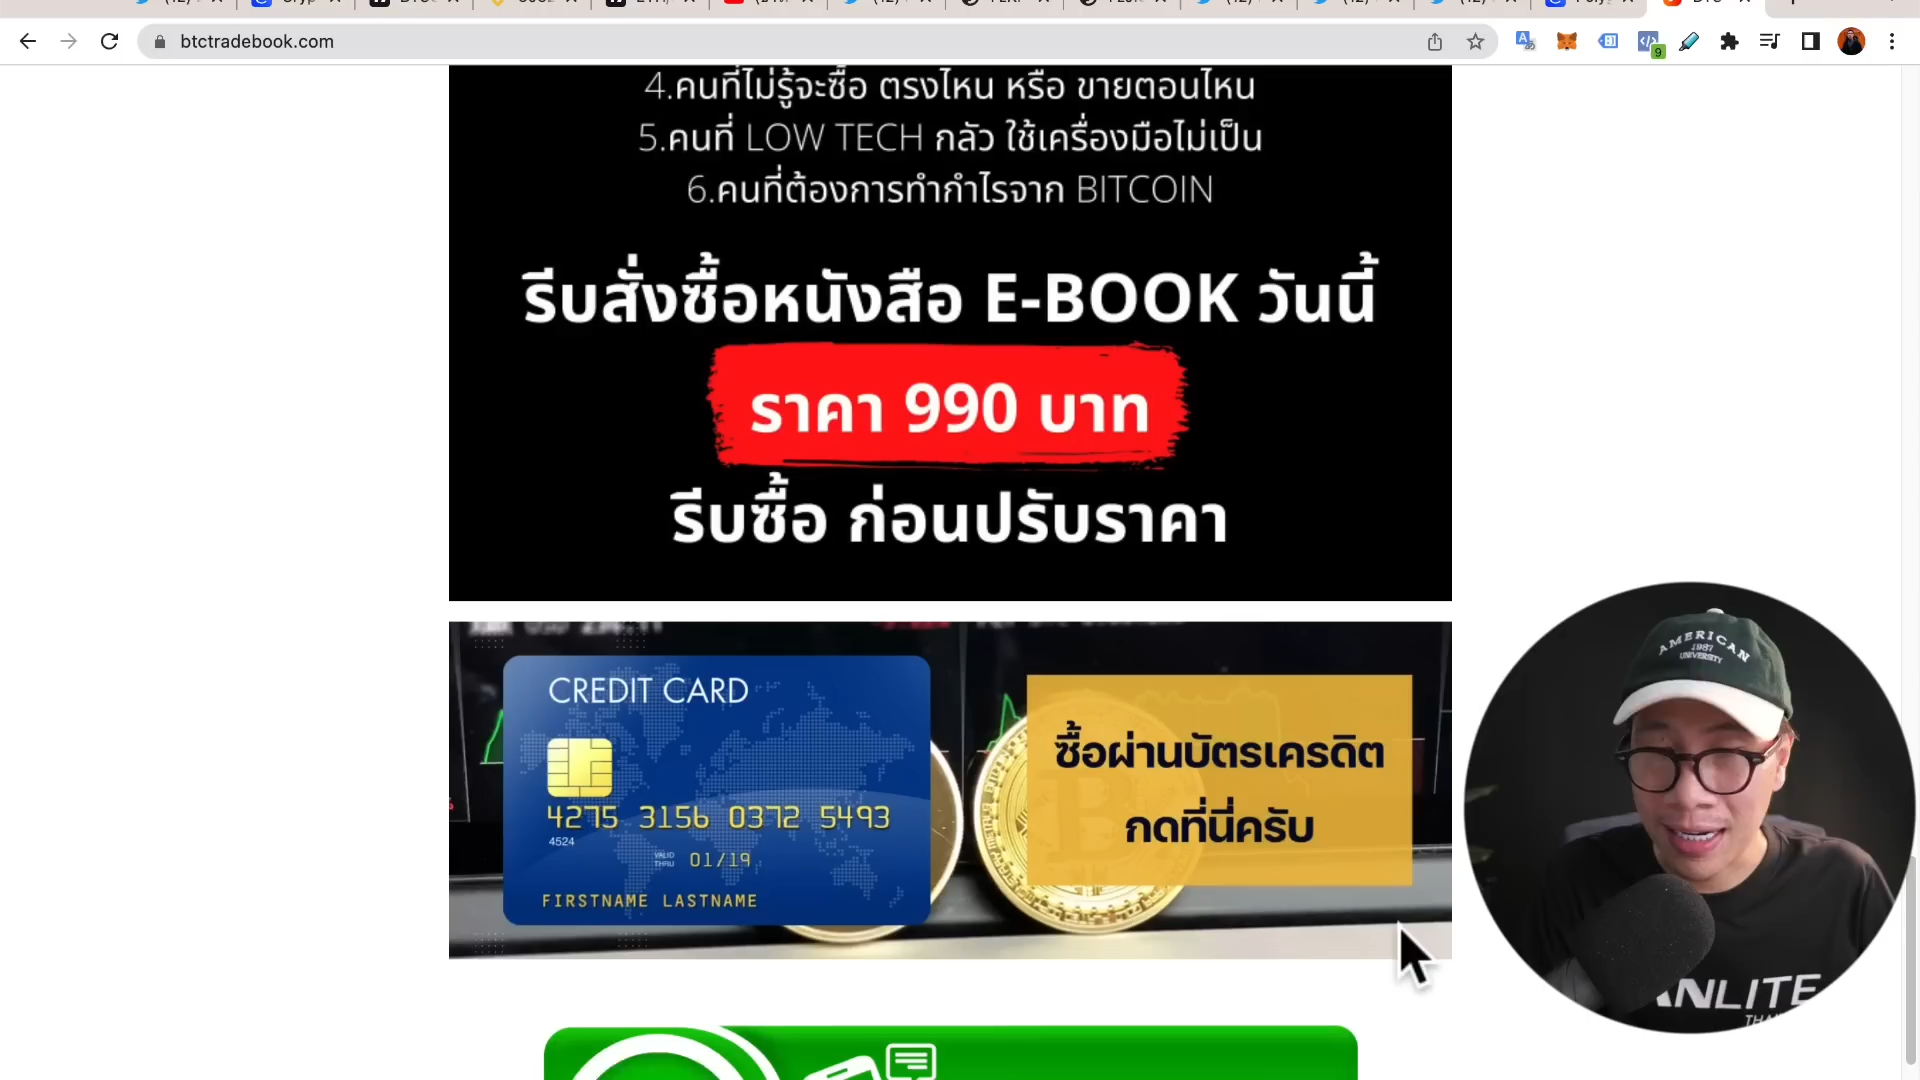 btctradebook.com
9
4.คนที่ไม่รู้จะซื้อ ตรงไหน หรือ ขายตอนไหน
5.คนที่ LOW TECH กลัว ใช้เครื่องมือไม่เป็น
6.คนที่ต้องการทำกำไรจาก BITCOIN
รีบสั่งซื้อหนังสือ E-BOOK วันนี้
ราคา 990 บาท
รีบซื้อ ก่อนปรับราคา
CREDIT CARD
4275 3156 0372 5493
4524
VALID
THRU
01/19
FIRSTNAME LASTNAME
ซื้อผ่านบัตรเครดิต
กดที่นี่ครับ
AMERICAN
1987
UNIVERSITY
ANLITE